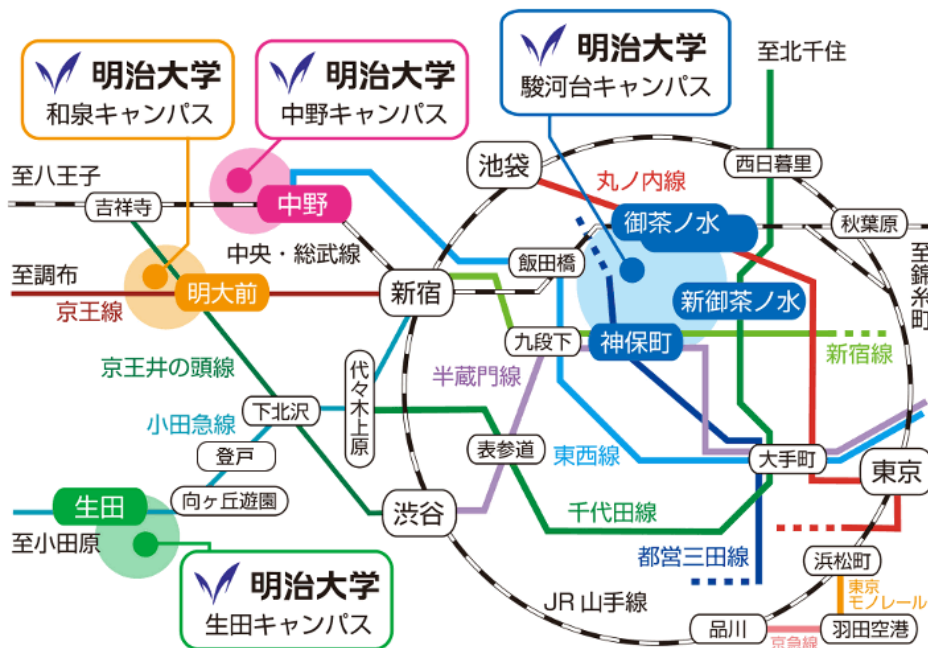 明治大学
和泉キャンパス
明治大学
中野キャンパス
明治大学
駿河台キャンパス
至北千住
池袋
西日暮里
丸ノ内線
至八王子
吉祥寺
中野
御茶ノ水
秋葉原
中央・総武線
飯田橋
至錦糸町
至調布
明大前
新宿
新御茶ノ水
京王線
九段下
神保町
新宿線
京王井の頭線
代々木上原
半蔵門線
小田急線
下北沢
登戸
表参道
東西線
大手町
東京
生田
向ヶ丘遊園
渋谷
千代田線
至小田原
都営三田線
浜松町
明治大学
生田キャンパス
JR山手線
東京
モノレール
品川
京急線
羽田空港